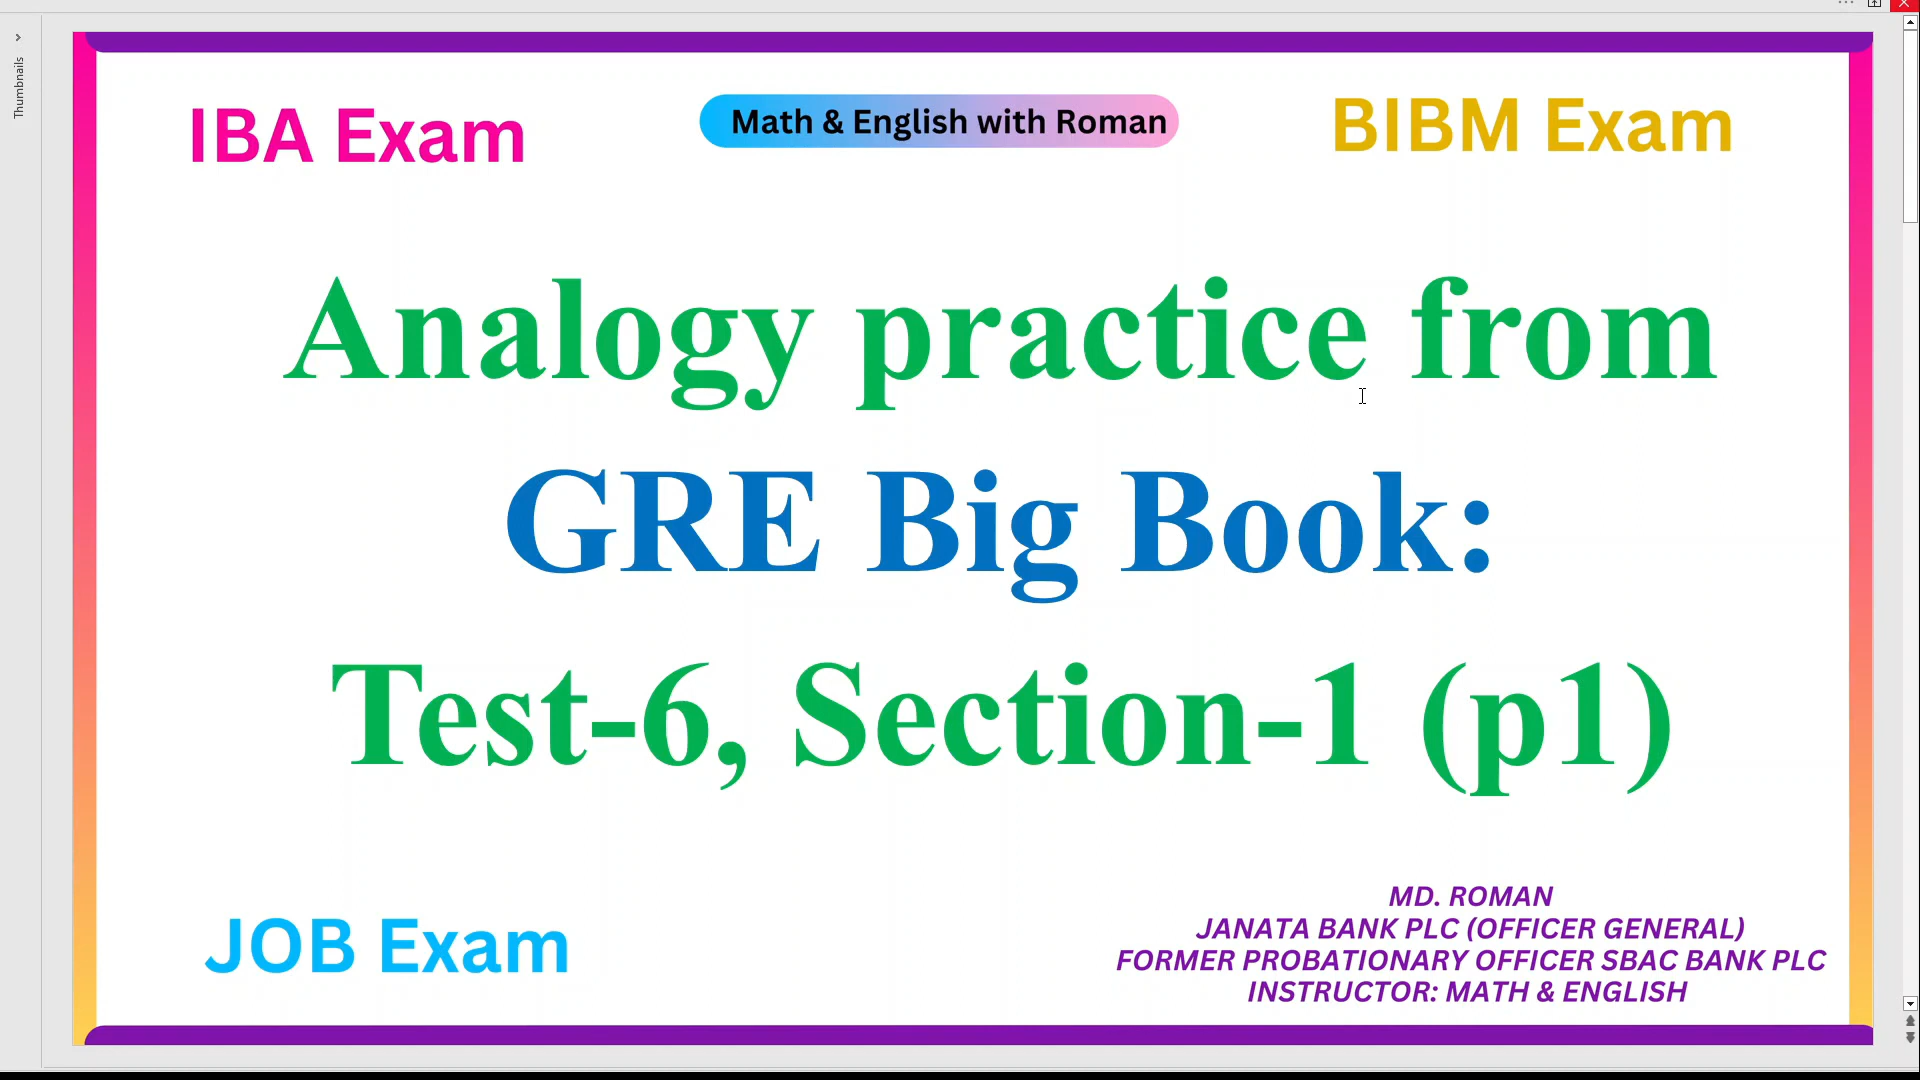 Thumbnails
IBA Exam
Math & English with Roman
BIBM Exam
Analogy practice from
GRE Big Book:
Test-6, Section-1 (p1)
JOB Exam
MD. ROMAN
JANATA BANK PLC (OFFICER GENERAL)
FORMER PROBATIONARY OFFICER SBAC BANK PLC
INSTRUCTOR: MATH & ENGLISH